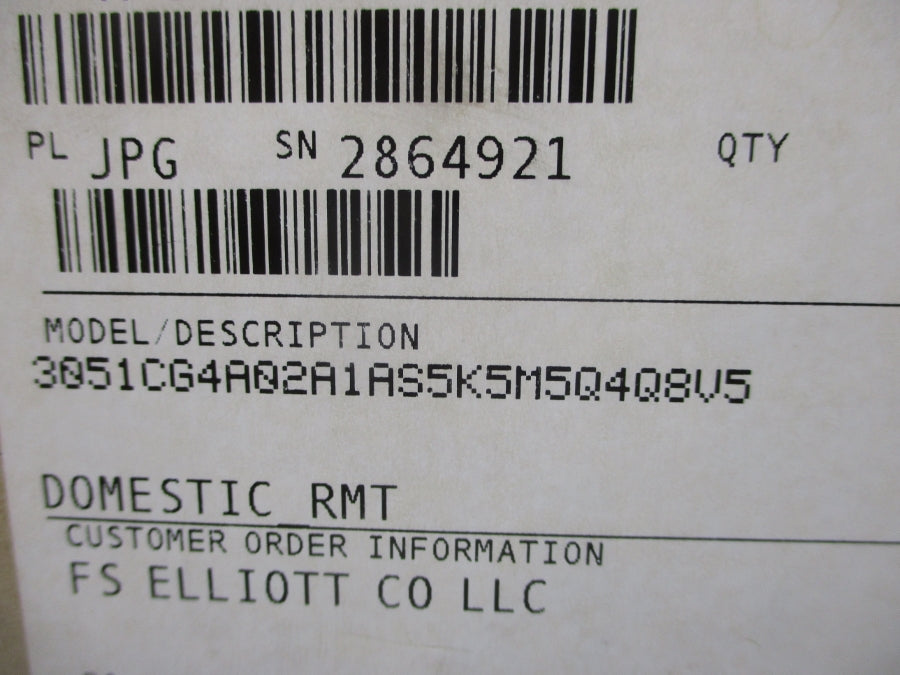 PL JPG SN 2864921 QTY
MODEL/DESCRIPTION
3051CG4A02A1AS5K5M5Q4Q8V5
DOMESTIC_RMT
CUSTOMER ORDER INFORMATION
FS ELLIOTT CO LLC